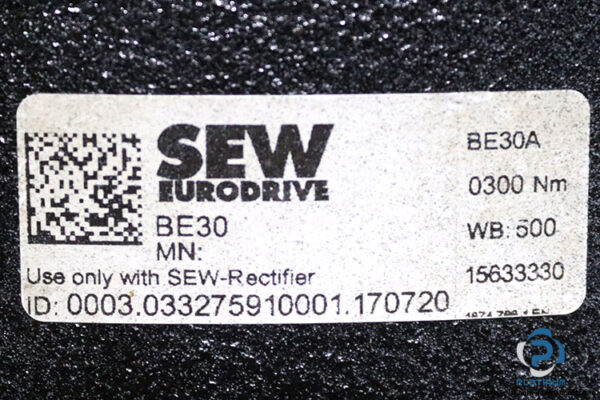 SEW
EURODRIVE
BE30
MN:
Use only with SEW-Rectifier
ID: 0003.033275910001.170720
BE30A
0300 Nm
WB: 500
15633330
PLATINUM